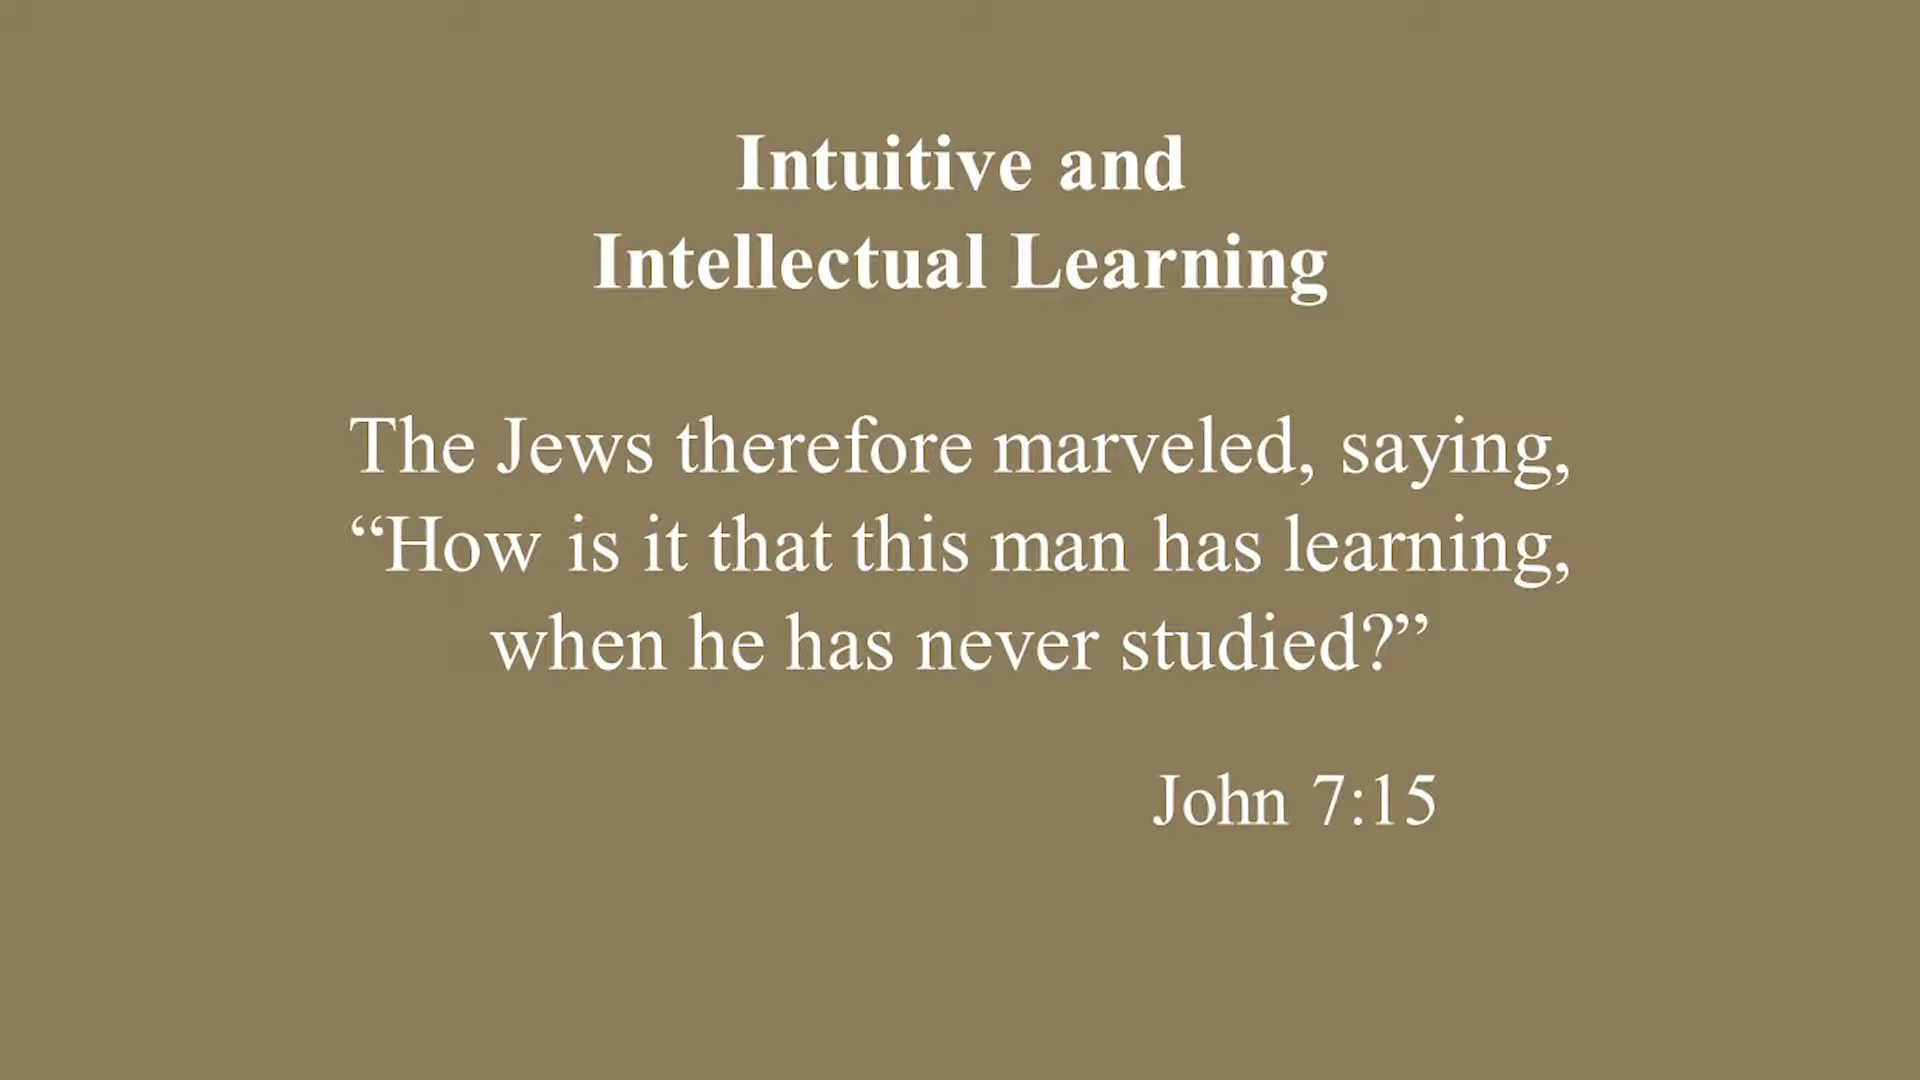 Intuitive and
Intellectual Learning
The Jews therefore marveled, saying,
“How is it that this man has learning,
when he has never studied?”
John 7:15